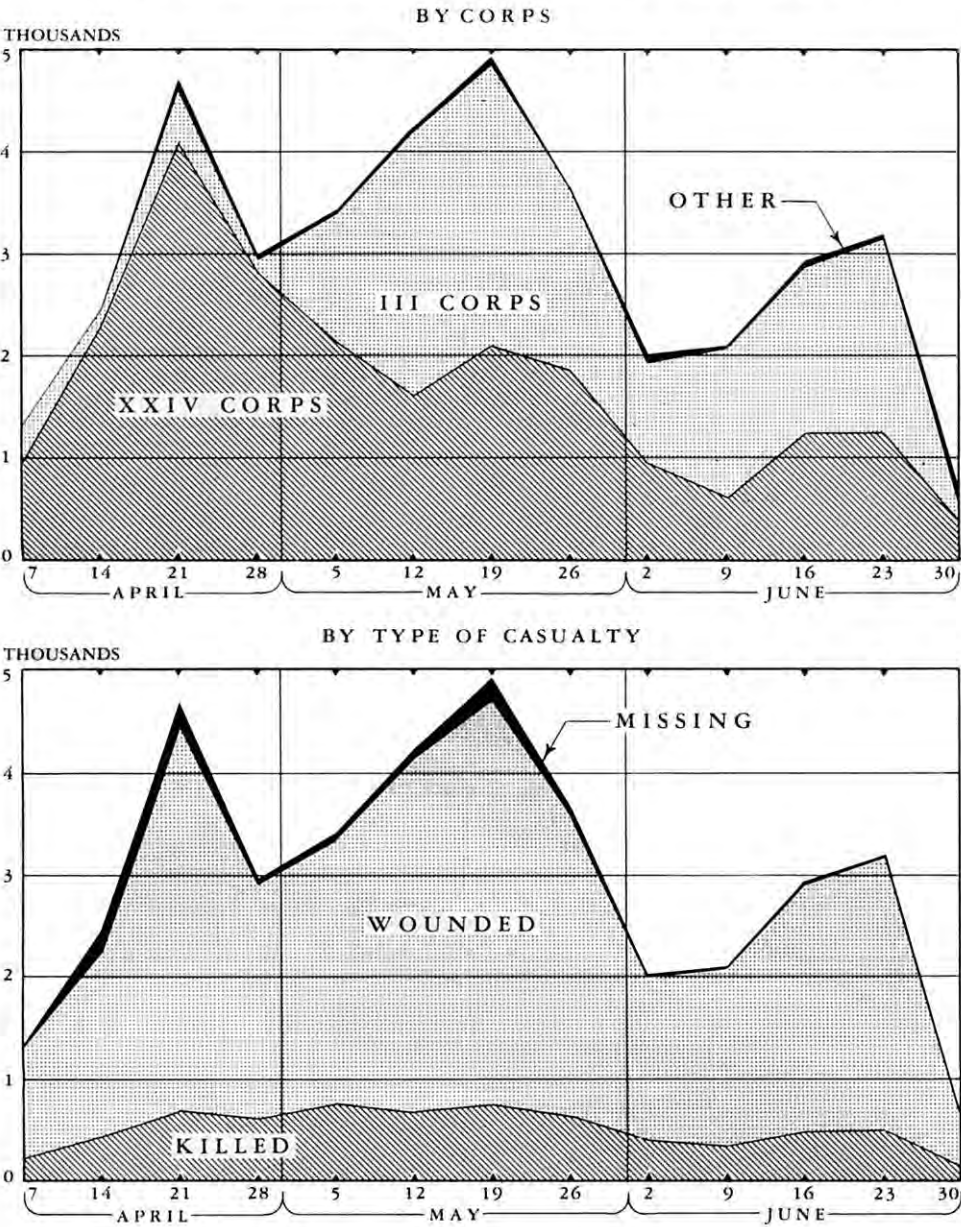 BY CORPS
THOUSANDS
5
4
3
2
1
0
OTHER
III CORPS
XXIV CORPS
7 14 21 28 5 12 19 26 2 9 16 23 30
APRIL MAY JUNE
BY TYPE OF CASUALTY
THOUSANDS
5
4
3
2
1
0
MISSING
WOUNDED
KILLED
7 14 21 28 5 12 19 26 2 9 16 23 30
APRIL MAY JUNE